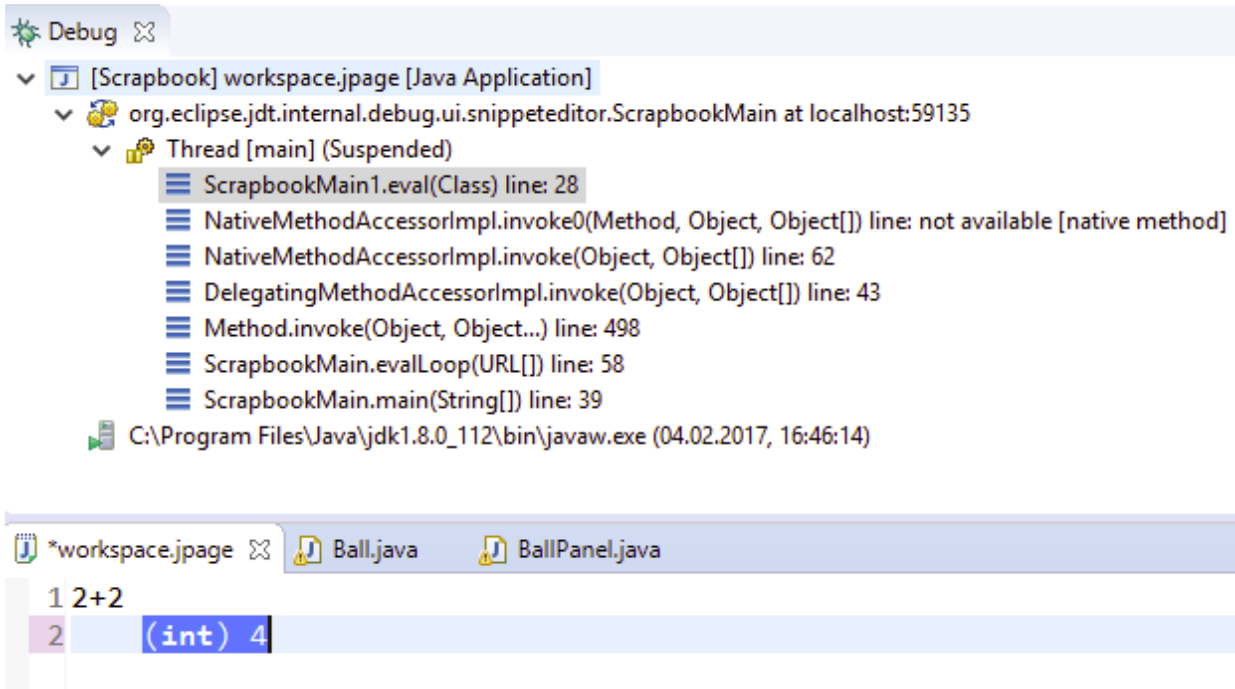 Debug
[Scrapbook] workspace.jpage [Java Application]
org.eclipse.jdt.internal.debug.ui.snippeteditor.ScrapbookMain at localhost:59135
Thread [main] (Suspended)
ScrapbookMain1.eval(Class) line: 28
NativeMethodAccessorImpl.invoke0(Method, Object, Object[]) line: not available [native method]
NativeMethodAccessorImpl.invoke(Object, Object[]) line: 62
DelegatingMethodAccessorImpl.invoke(Object, Object[]) line: 43
Method.invoke(Object, Object...) line: 498
ScrapbookMain.evalLoop(URL[]) line: 58
ScrapbookMain.main(String[]) line: 39
C:\Program Files\Java\jdk1.8.0_112\bin\javaw.exe (04.02.2017, 16:46:14)
*workspace.jpage Ball.java BallPanel.java
1 2+2
2 (int) 4